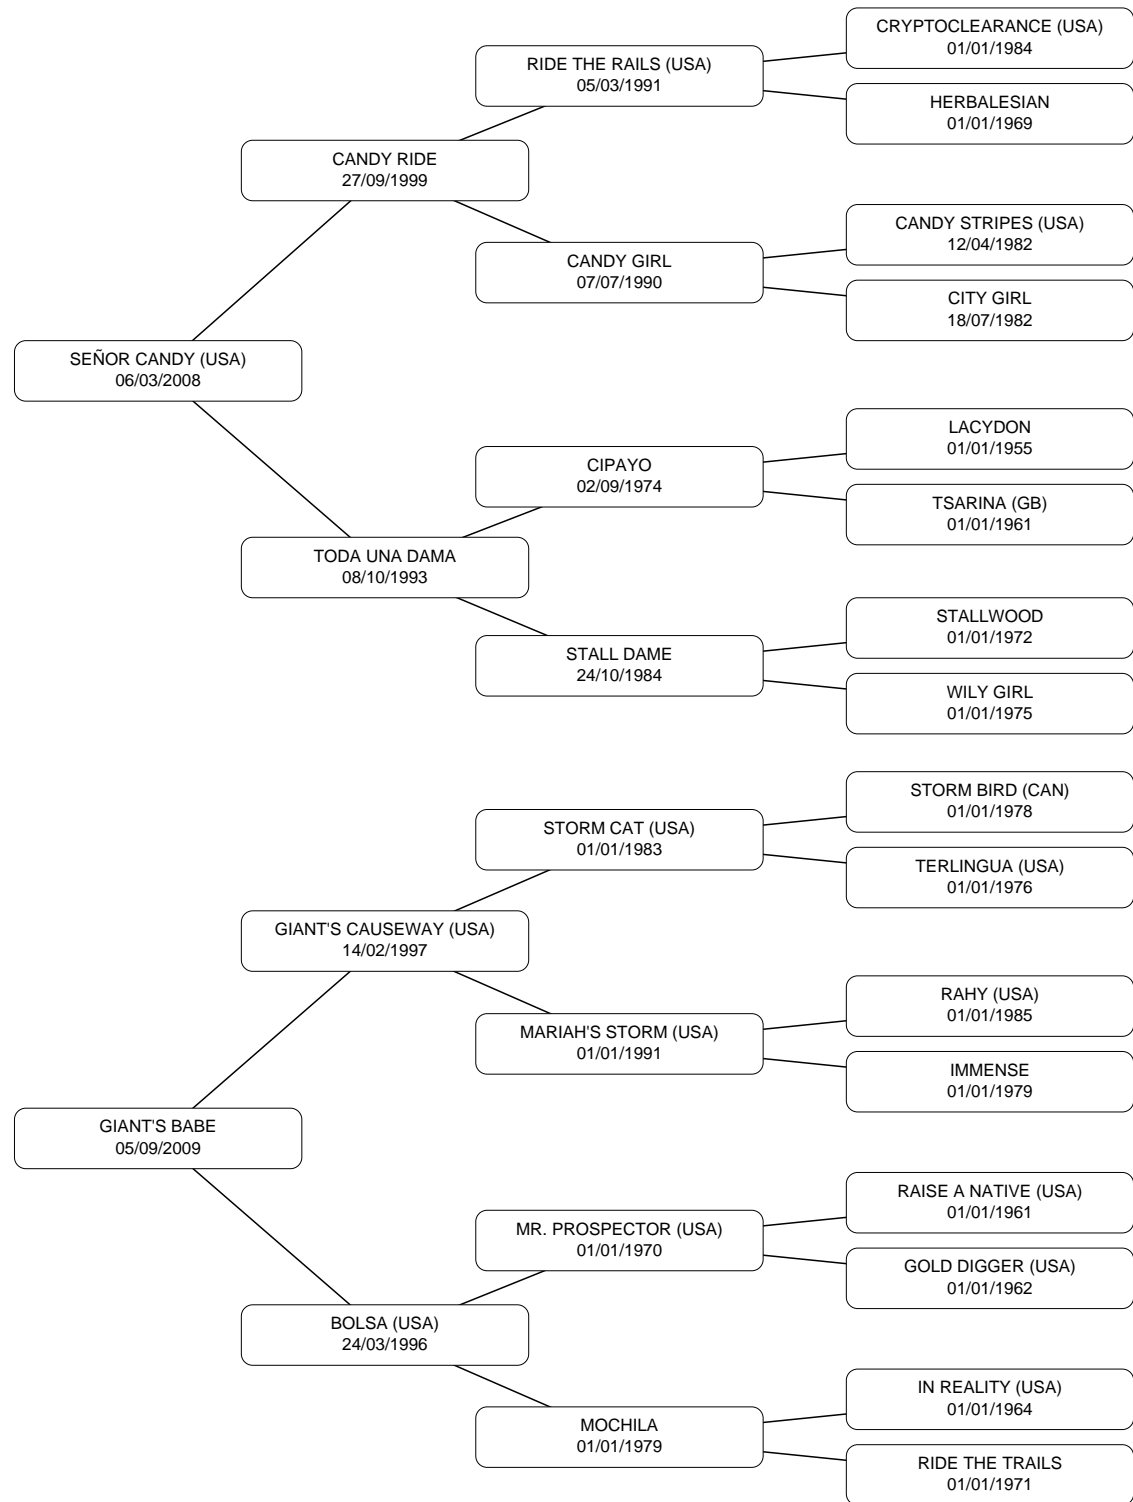 CRYPTOCLEARANCE (USA)
01/01/1984
RIDE THE RAILS (USA)
05/03/1991
HERBALESIAN
01/01/1969
CANDY RIDE
27/09/1999
CANDY STRIPES (USA)
12/04/1982
CANDY GIRL
07/07/1990
CITY GIRL
18/07/1982
SEÑOR CANDY (USA)
06/03/2008
LACYDON
01/01/1955
CIPAYO
02/09/1974
TSARINA (GB)
01/01/1961
TODA UNA DAMA
08/10/1993
STALLWOOD
01/01/1972
STALL DAME
24/10/1984
WILY GIRL
01/01/1975
STORM BIRD (CAN)
01/01/1978
STORM CAT (USA)
01/01/1983
TERLINGUA (USA)
01/01/1976
GIANT'S CAUSEWAY (USA)
14/02/1997
RAHY (USA)
01/01/1985
MARIAH'S STORM (USA)
01/01/1991
IMMENSE
01/01/1979
GIANT'S BABE
05/09/2009
RAISE A NATIVE (USA)
01/01/1961
MR. PROSPECTOR (USA)
01/01/1970
GOLD DIGGER (USA)
01/01/1962
BOLSA (USA)
24/03/1996
IN REALITY (USA)
01/01/1964
MOCHILA
01/01/1979
RIDE THE TRAILS
01/01/1971